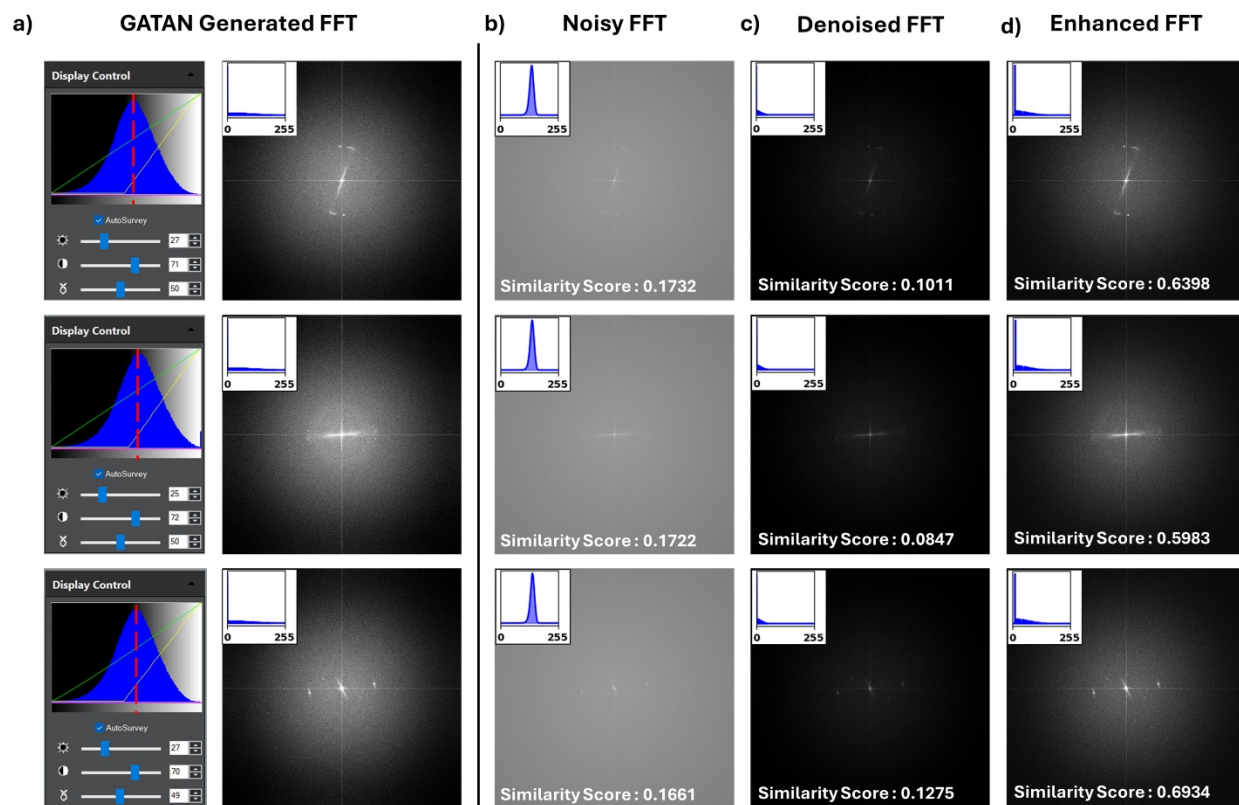 a) GATAN Generated FFT b) Noisy FFT c) Denoised FFT d) Enhanced FFT
Display Control
0 255
0 255
0 255
0 255
AutoSurvey
27
71
50
Similarity Score : 0.1732
Similarity Score : 0.1011
Similarity Score : 0.6398
Display Control
0 255
0 255
0 255
0 255
AutoSurvey
25
72
50
Similarity Score : 0.1722
Similarity Score : 0.0847
Similarity Score : 0.5983
Display Control
0 255
0 255
0 255
0 255
AutoSurvey
27
70
49
Similarity Score : 0.1661
Similarity Score : 0.1275
Similarity Score : 0.6934